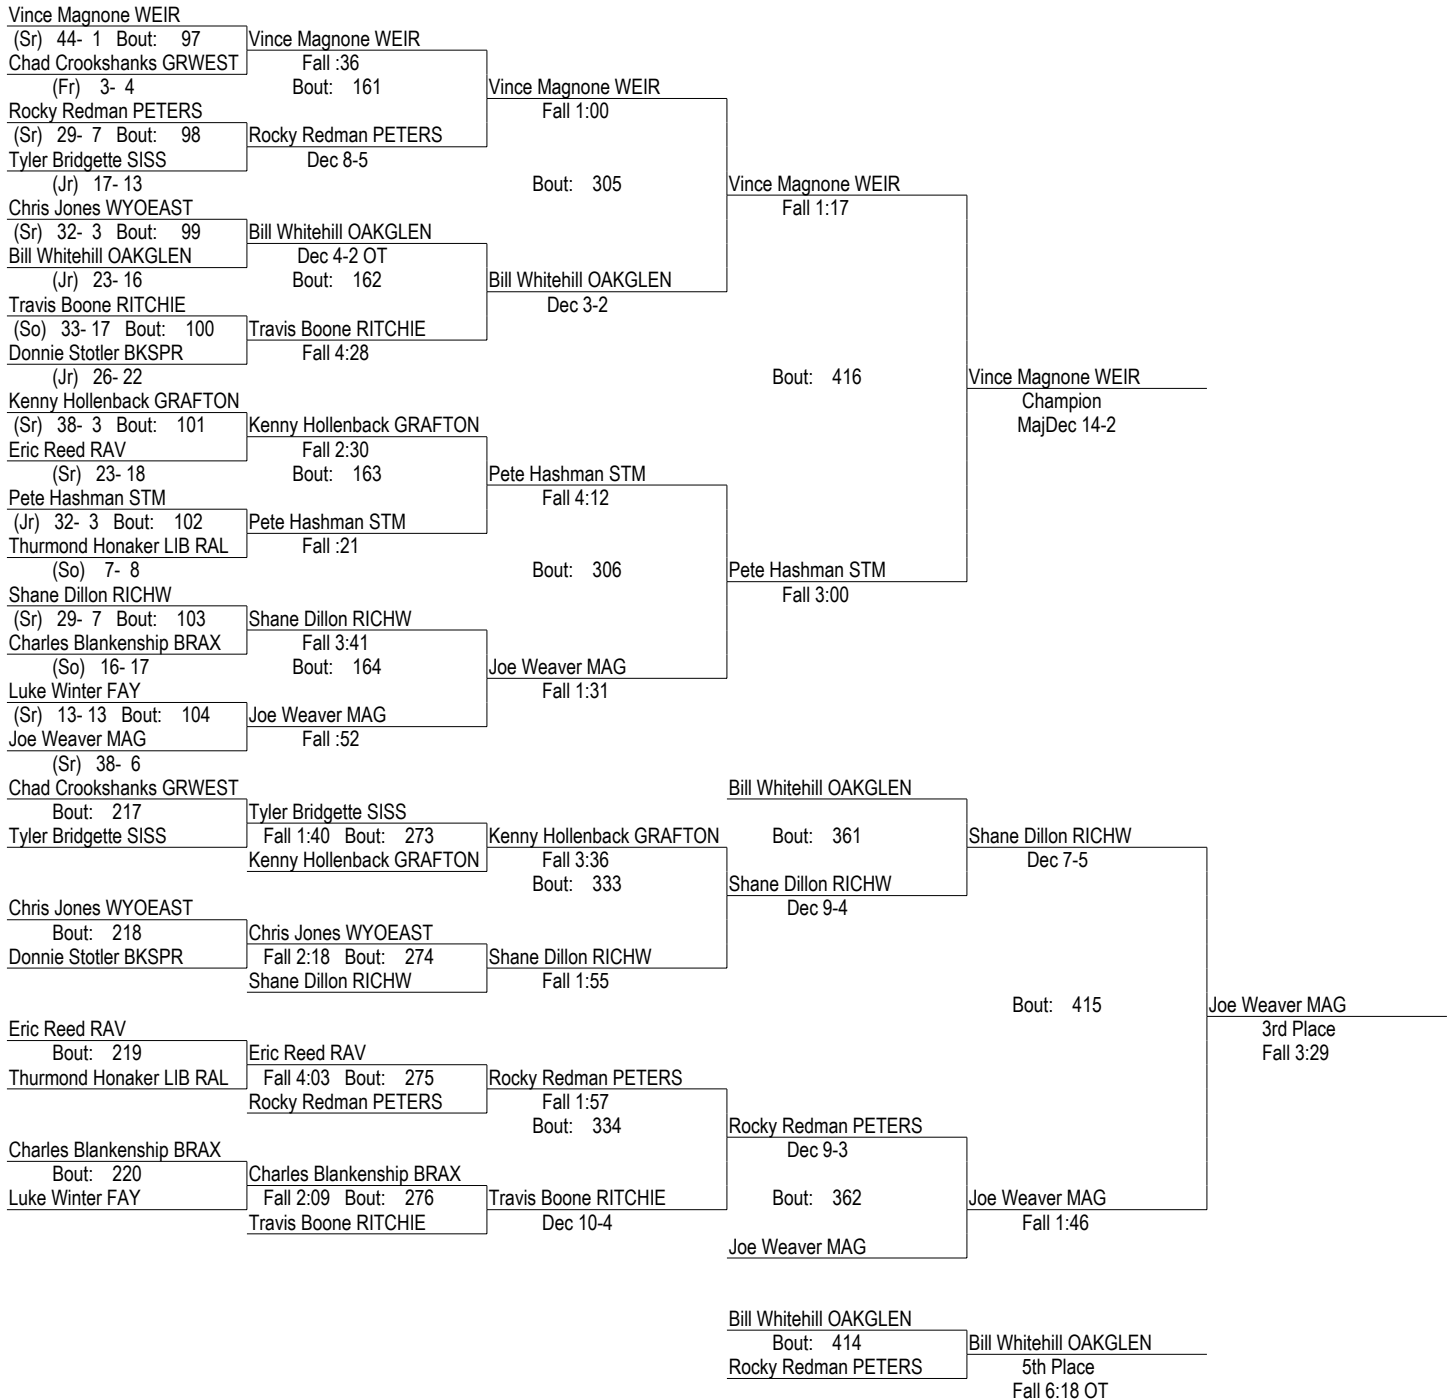 Vince Magnone WEIR
(Sr) 44- 1 Bout: 97 Vince Magnone WEIR
Chad Crookshanks GRWEST Fall :36
(Fr) 3- 4 Bout: 161 Vince Magnone WEIR
Rocky Redman PETERS Fall 1:00
(Sr) 29- 7 Bout: 98 Rocky Redman PETERS
Tyler Bridgette SISS Dec 8-5
(Jr) 17- 13 Bout: 305 Vince Magnone WEIR
Chris Jones WYOEAST Fall 1:17
(Sr) 32- 3 Bout: 99 Bill Whitehill OAKGLEN
Bill Whitehill OAKGLEN Dec 4-2 OT
(Jr) 23- 16 Bout: 162 Bill Whitehill OAKGLEN
Travis Boone RITCHIE Dec 3-2
(So) 33- 17 Bout: 100 Travis Boone RITCHIE
Donnie Stotler BKSPR Fall 4:28
(Jr) 26- 22 Bout: 416 Vince Magnone WEIR
Kenny Hollenback GRAFTON Champion
(Sr) 38- 3 Bout: 101 Kenny Hollenback GRAFTON MajDec 14-2
Eric Reed RAV Fall 2:30
(Sr) 23- 18 Bout: 163 Pete Hashman STM
Pete Hashman STM Fall 4:12
(Jr) 32- 3 Bout: 102 Pete Hashman STM
Thurmond Honaker LIB RAL Fall :21
(So) 7- 8 Bout: 306 Pete Hashman STM
Shane Dillon RICHW Fall 3:00
(Sr) 29- 7 Bout: 103 Shane Dillon RICHW
Charles Blankenship BRAX Fall 3:41
(So) 16- 17 Bout: 164 Joe Weaver MAG
Luke Winter FAY Fall 1:31
(Sr) 13- 13 Bout: 104 Joe Weaver MAG
Joe Weaver MAG Fall :52
(Sr) 38- 6
Chad Crookshanks GRWEST Bill Whitehill OAKGLEN
Bout: 217 Tyler Bridgette SISS
Tyler Bridgette SISS Fall 1:40 Bout: 273 Kenny Hollenback GRAFTON Bout: 361 Shane Dillon RICHW
Kenny Hollenback GRAFTON Fall 3:36 Dec 7-5
Bout: 333 Shane Dillon RICHW
Chris Jones WYOEAST Dec 9-4
Bout: 218 Chris Jones WYOEAST
Donnie Stotler BKSPR Fall 2:18 Bout: 274 Shane Dillon RICHW
Shane Dillon RICHW Fall 1:55
Bout: 415 Joe Weaver MAG
Eric Reed RAV 3rd Place
Bout: 219 Eric Reed RAV Fall 3:29
Thurmond Honaker LIB RAL Fall 4:03 Bout: 275 Rocky Redman PETERS
Rocky Redman PETERS Fall 1:57
Bout: 334 Rocky Redman PETERS
Charles Blankenship BRAX Dec 9-3
Bout: 220 Charles Blankenship BRAX
Luke Winter FAY Fall 2:09 Bout: 276 Travis Boone RITCHIE Bout: 362 Joe Weaver MAG
Travis Boone RITCHIE Dec 10-4 Fall 1:46
Joe Weaver MAG
Bill Whitehill OAKGLEN
Bout: 414 Bill Whitehill OAKGLEN
Rocky Redman PETERS 5th Place
Fall 6:18 OT